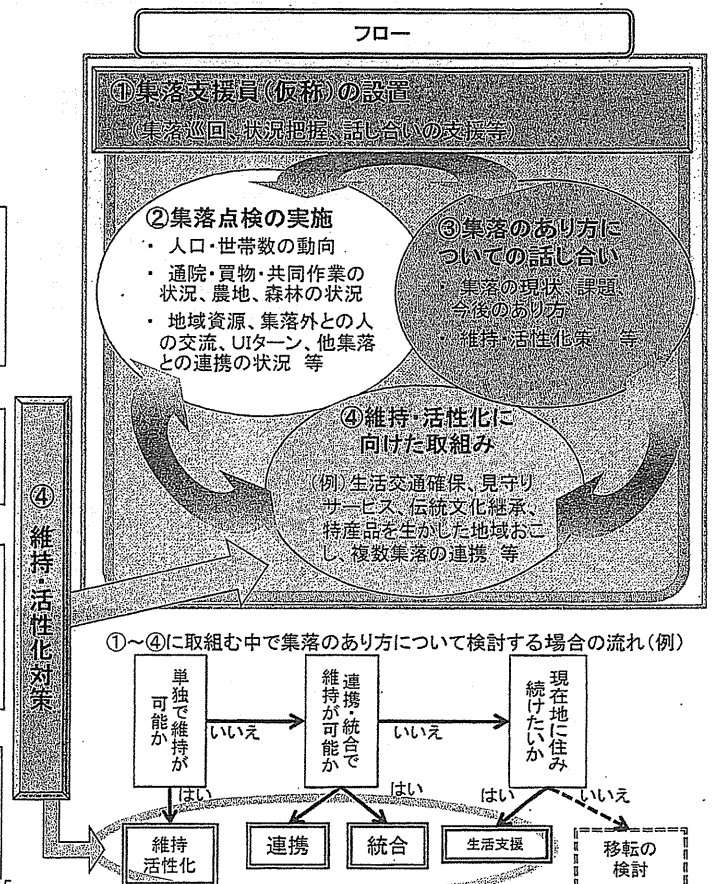 フロー
①集落支援員(仮称)の設置
(集落巡回、状況把握、話し合いの支援等)
②集落点検の実施
・ 人口・世帯数の動向
・ 通院・買物・共同作業の
状況、農地、森林の状況
・ 地域資源、集落外との人
の交流、UIターン、他集落
との連携の状況 等
③集落のあり方に
ついての話し合い
・ 集落の現状 課題
今後のあり方
・ 維持・活性化策 等
④維持・活性化に
向けた取組み
(例)生活交通確保、見守り
サービス、伝統文化継承、
特産品を生かした地域おこ
し、複数集落の連携 等
④ 維持・活性化対策
①~④に取組む中で集落のあり方について検討する場合の流れ(例)
単独で維持が
可能か
いいえ
連携・統合で
維持が可能か
いいえ
現在地に住み
続けたいか
はい
はい
はい
いいえ
維持
活性化
連携
統合
生活支援
移転の
検討